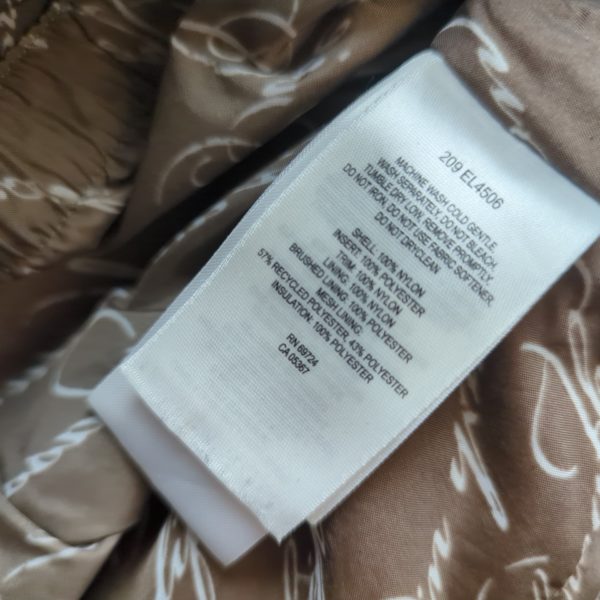 209 EL4506
MACHINE WASH COLD GENTLE.
WASH SEPARATELY. DO NOT BLEACH.
TUMBLE DRY LOW, REMOVE PROMPTLY.
DO NOT IRON. DO NOT USE FABRIC SOFTENER.
DO NOT DRYCLEAN
SHELL: 100% NYLON
INSERT: 100% POLYESTER
TRIM: 100% NYLON
LINING: 100% NYLON
BRUSHED LINING: 100% POLYESTER
MESH LINING:
57% RECYCLED POLYESTER, 43% POLYESTER
INSULATION: 100% POLYESTER
RN 69724
CA 05367